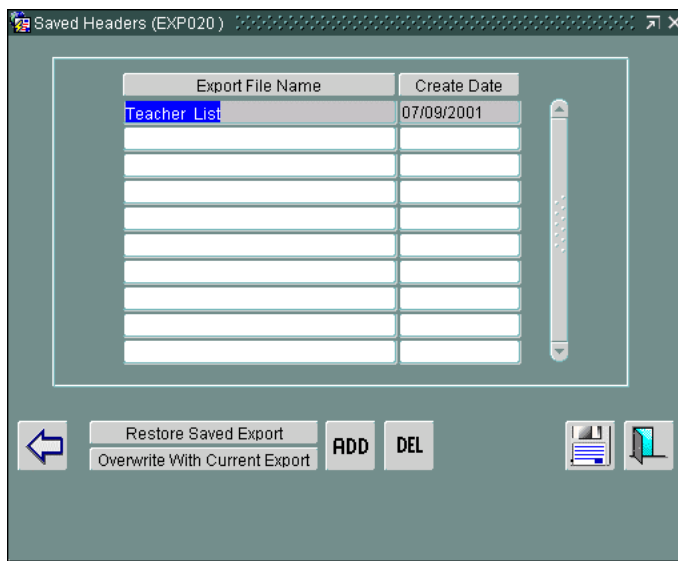 Saved Headers (EXP020 )
Export File Name Create Date
Teacher List 07/09/2001
Restore Saved Export
Overwrite With Current Export
ADD DEL